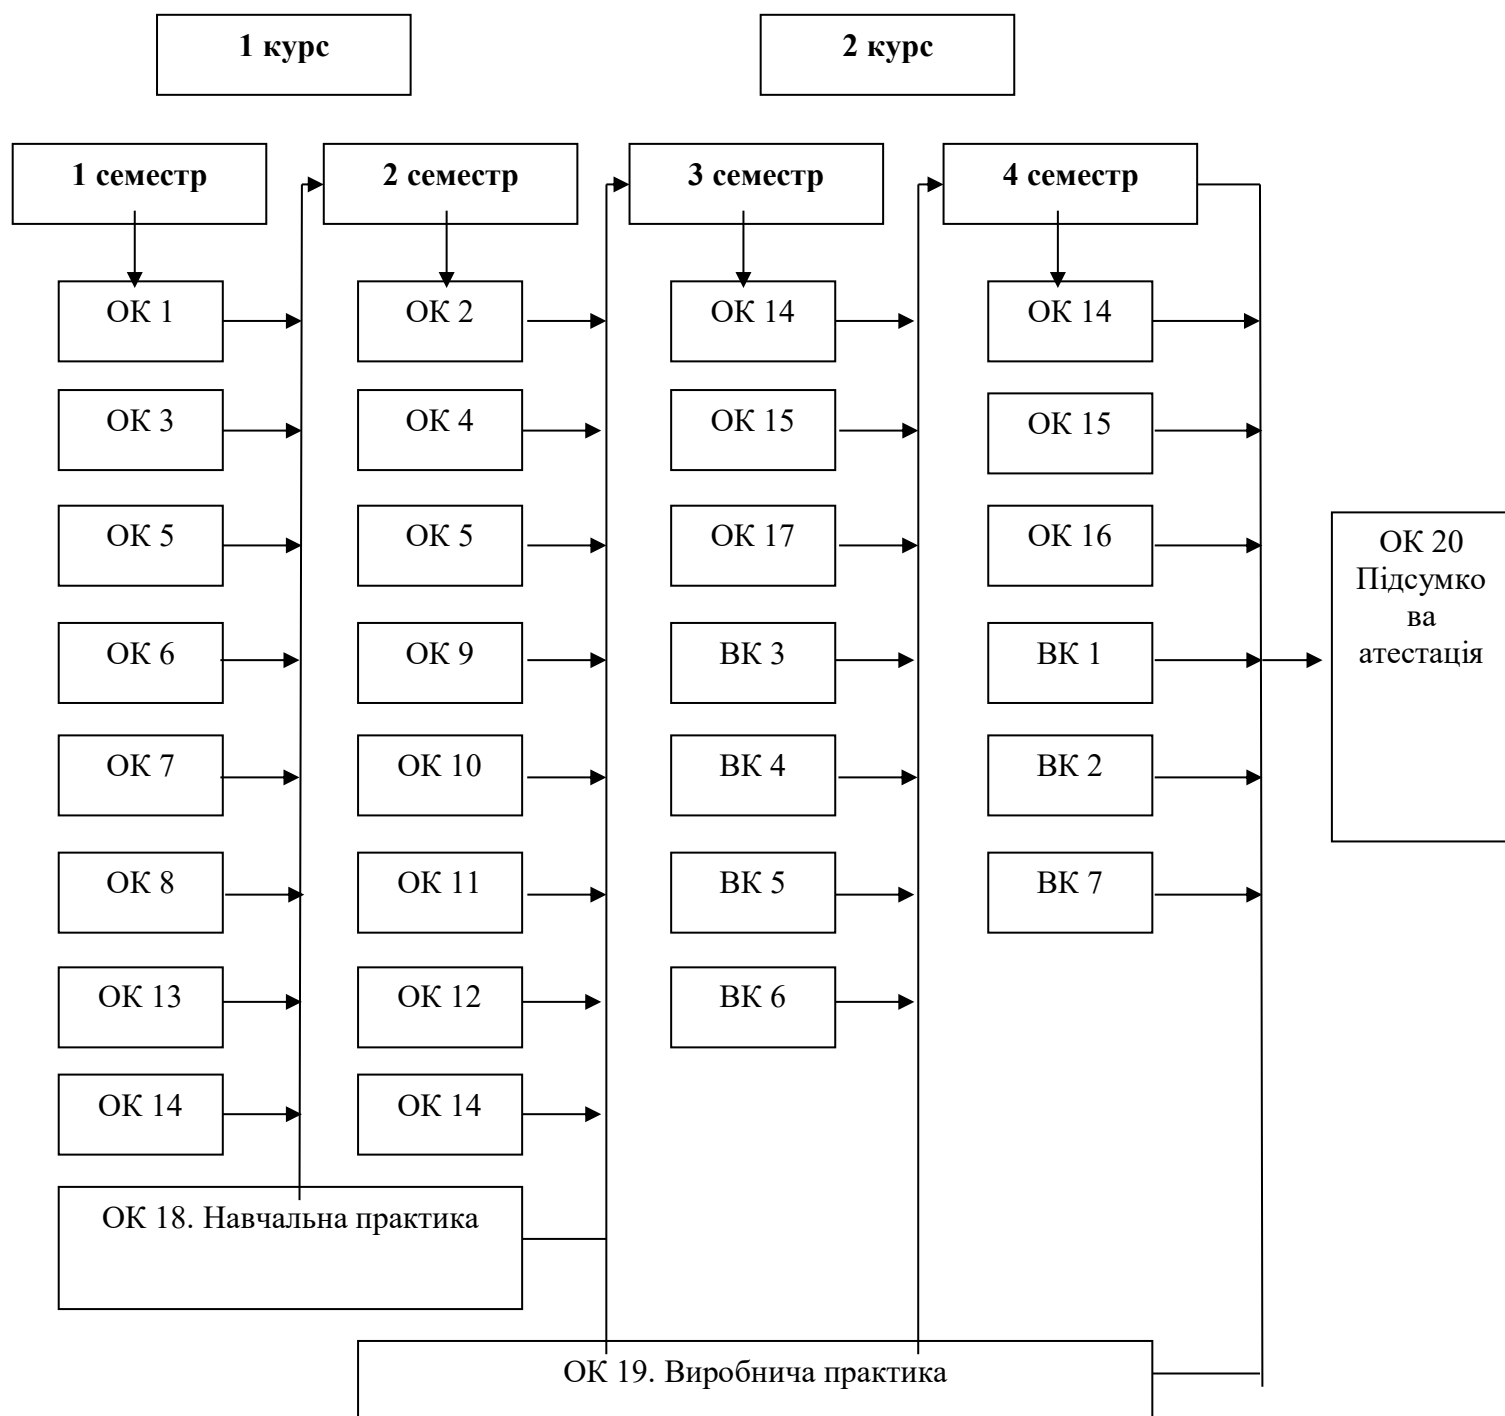 1 курс
2 курс
1 семестр
2 семестр
3 семестр
4 семестр
ОК 1
ОК 2
ОК 14
ОК 14
ОК 3
ОК 4
ОК 15
ОК 15
ОК 5
ОК 5
ОК 17
ОК 16
ОК 20
Підсумко
ва
атестація
ОК 6
ОК 9
ВК 3
ВК 1
ОК 7
ОК 10
ВК 4
ВК 2
ОК 8
ОК 11
ВК 5
ВК 7
ОК 13
ОК 12
ВК 6
ОК 14
ОК 14
ОК 18. Навчальна практика
ОК 19. Виробнича практика